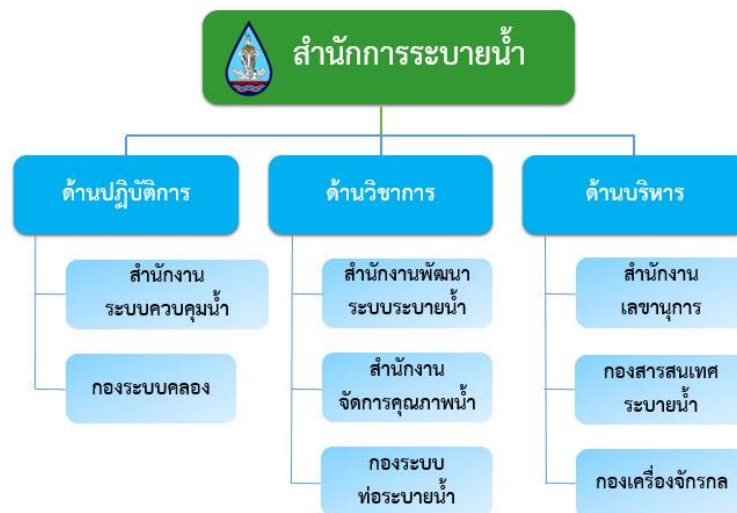 สำนักการระบายน้ำ
ด้านปฏิบัติการ
ด้านวิชาการ
ด้านบริหาร
สำนักงาน
ระบบควบคุมน้ำ
กองระบบคลอง
สำนักงานพัฒนา
ระบบระบายน้ำ
สำนักงาน
จัดการคุณภาพน้ำ
กองระบบ
ท่อระบายน้ำ
สำนักงาน
เลขานุการ
กองสารสนเทศ
ระบายน้ำ
กองเครื่องจักรกล